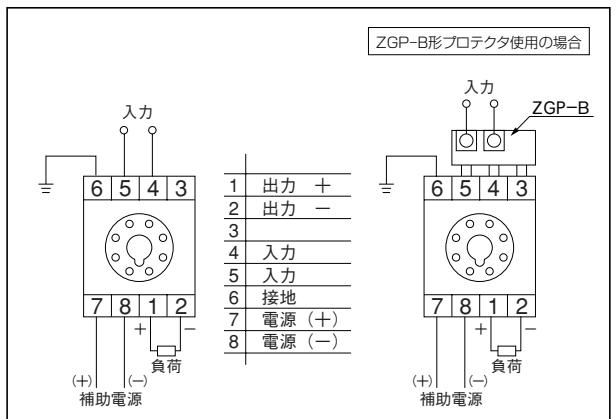 ZGP-B形プロテクタ使用の場合
入力
6 5 4 3
7 8 1 2
+ −
負荷
(+) (−)
補助電源
1 出力 +
2 出力 −
3
4 入力
5 入力
6 接地
7 電源(+)
8 電源(−)
入力
ZGP-B
6 5 4 3
7 8 1 2
+ −
負荷
(+) (−)
補助電源